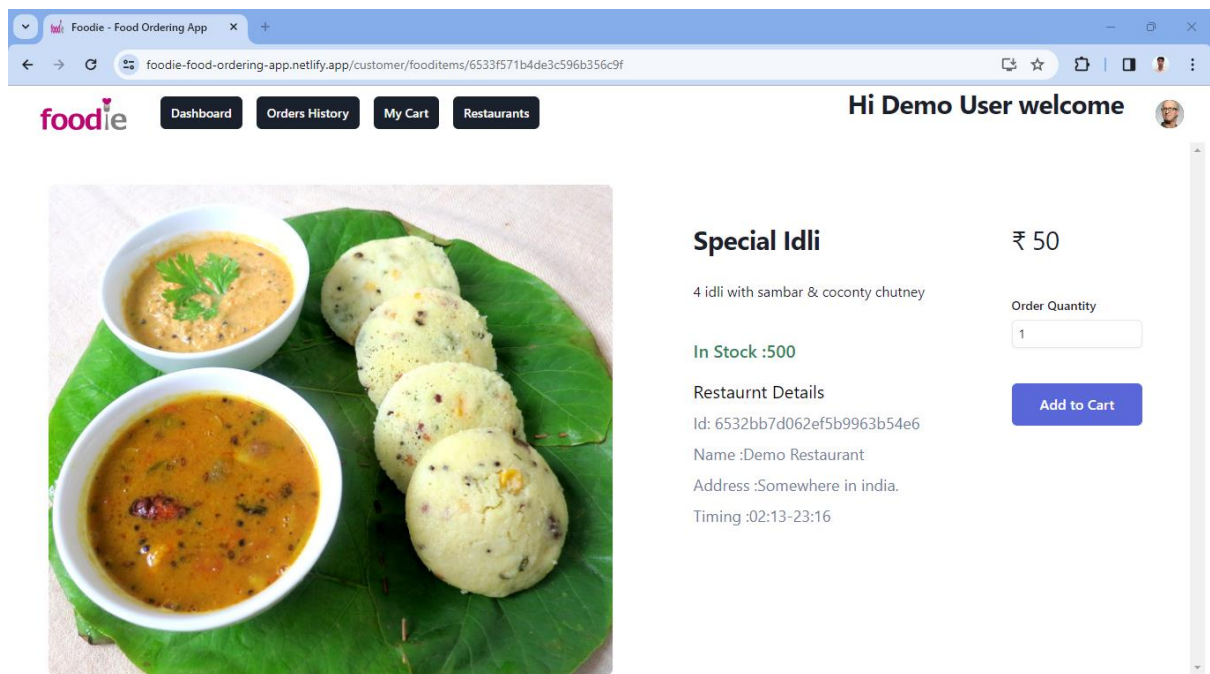 Foodie - Food Ordering App
foodie-food-ordering-app.netlify.app/customer/fooditems/6533f571b4de3c596b356c9f
foodie
Dashboard
Orders History
My Cart
Restaurants
Hi Demo User welcome
Special Idli
₹ 50
4 idli with sambar & coconty chutney
Order Quantity
1
In Stock :500
Restaurnt Details
Add to Cart
Id: 6532bb7d062ef5b9963b54e6
Name :Demo Restaurant
Address :Somewhere in india.
Timing :02:13-23:16